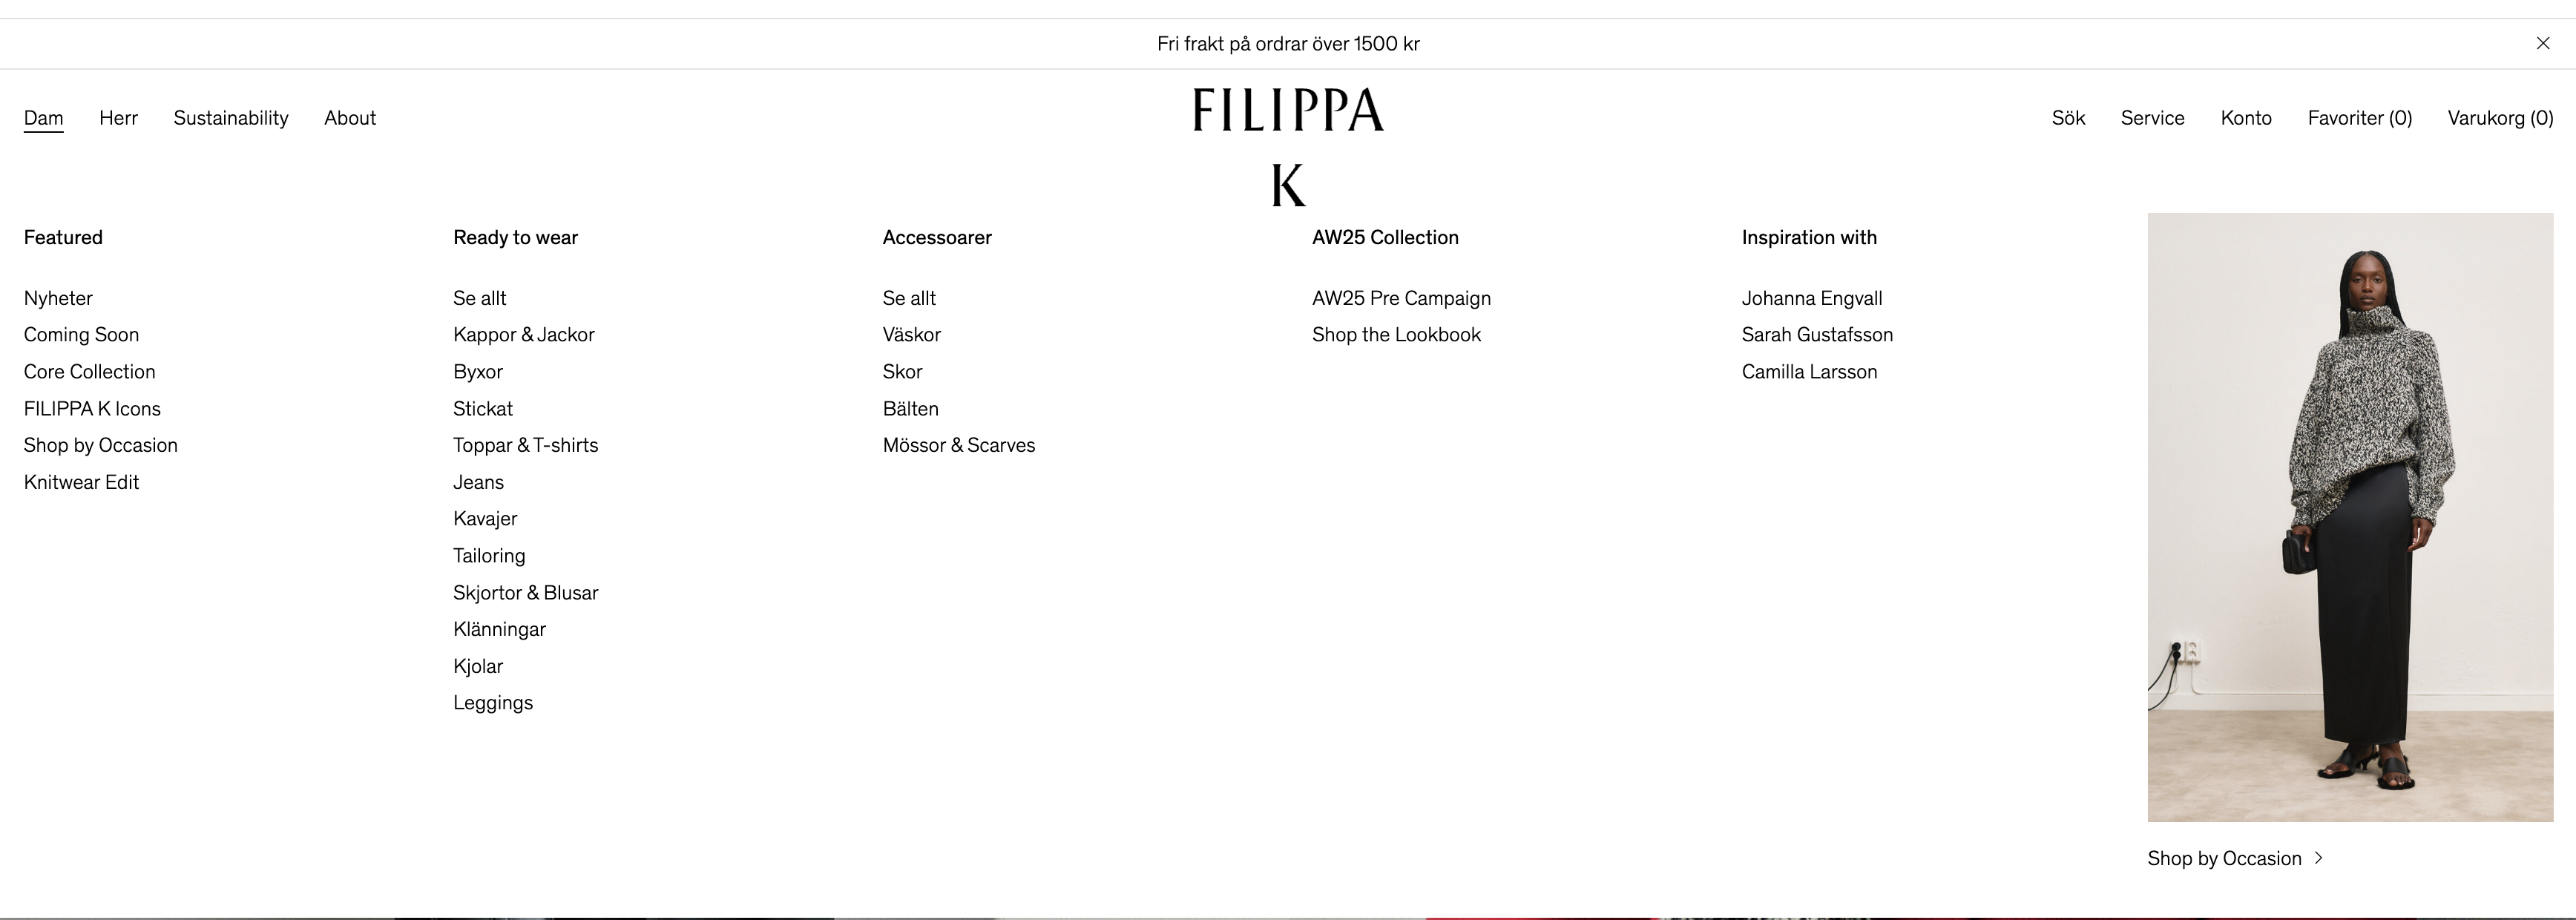 Fri frakt på ordrar över 1500 kr
Dam
Herr
Sustainability
About
FILIPPA
K
Sök
Service
Konto
Favoriter (0)
Varukorg (0)
Featured
Nyheter
Coming Soon
Core Collection
FILIPPA K Icons
Shop by Occasion
Knitwear Edit
Ready to wear
Se allt
Kappor & Jackor
Byxor
Stickat
Toppar & T-shirts
Jeans
Kavajer
Tailoring
Skjortor & Blusar
Klänningar
Kjolar
Leggings
Accessoarer
Se allt
Väskor
Skor
Bälten
Mössor & Scarves
AW25 Collection
AW25 Pre Campaign
Shop the Lookbook
Inspiration with
Johanna Engvall
Sarah Gustafsson
Camilla Larsson
Shop by Occasion